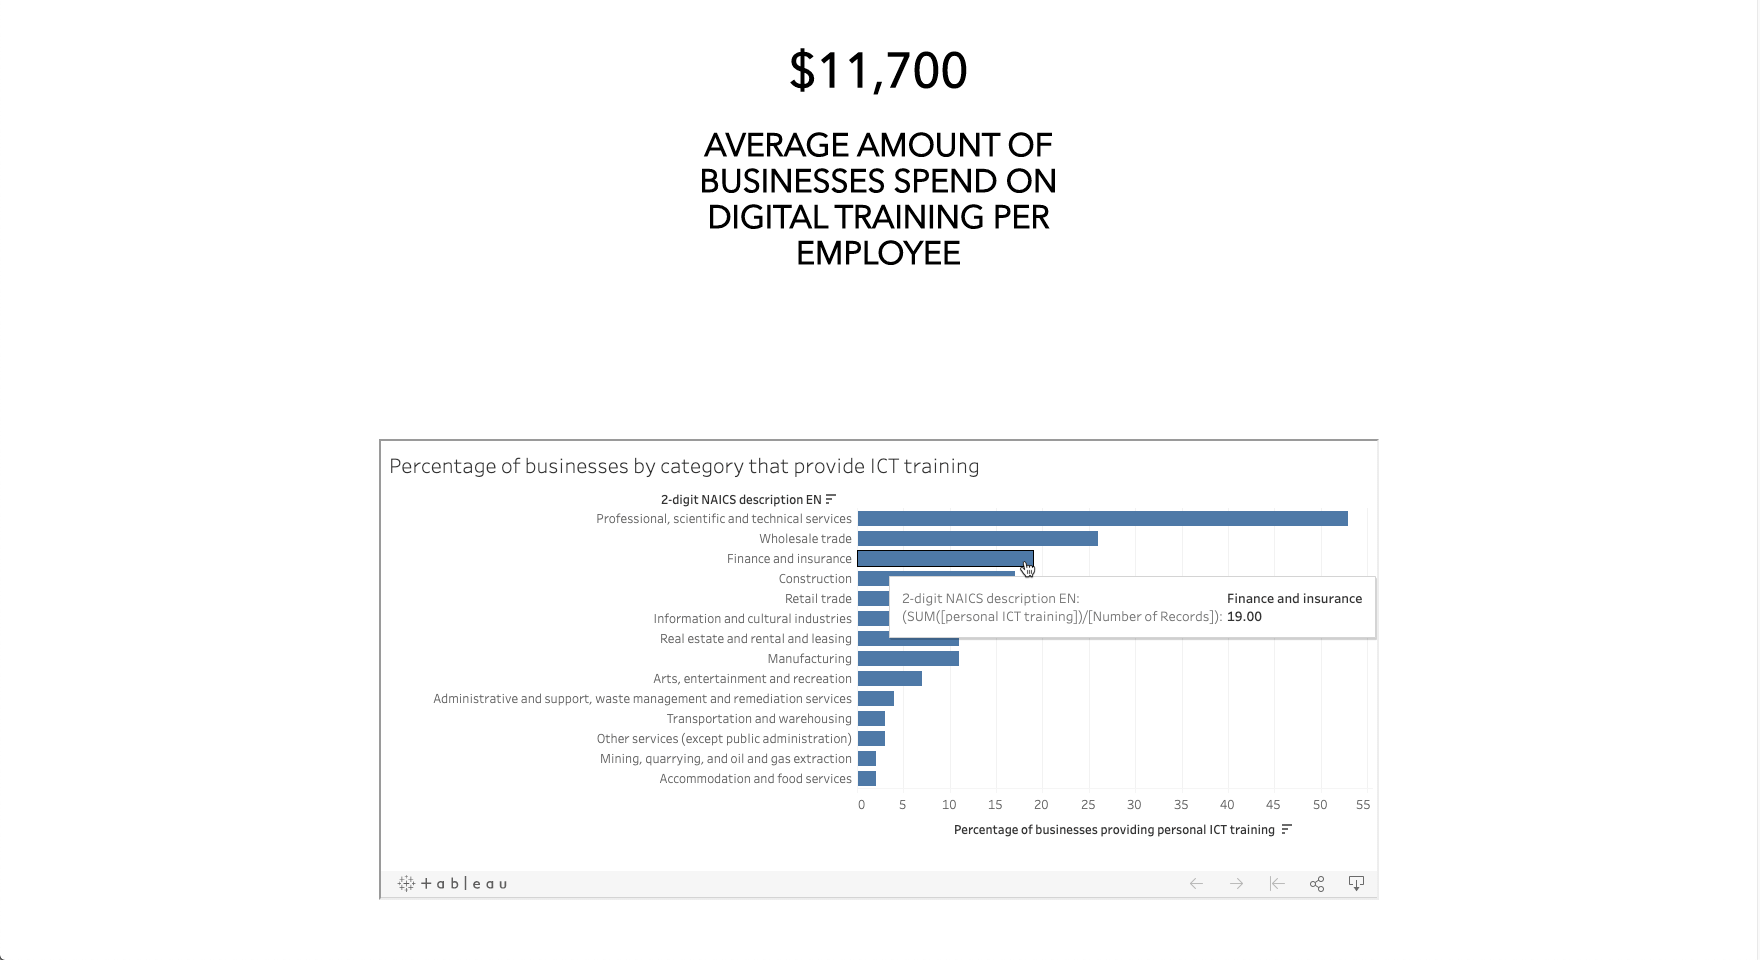 $11,700
AVERAGE AMOUNT OF
BUSINESSES SPEND ON
DIGITAL TRAINING PER
EMPLOYEE
Percentage of businesses by category that provide ICT training
2-digit NAICS description EN
Professional, scientific and technical services
Wholesale trade
Finance and insurance
Construction
Retail trade
Information and cultural industries
Real estate and rental and leasing
Manufacturing
Arts, entertainment and recreation
Administrative and support, waste management and remediation services
Transportation and warehousing
Other services (except public administration)
Mining, quarrying, and oil and gas extraction
Accommodation and food services
2-digit NAICS description EN: Finance and insurance
(SUM([personal ICT training])/[Number of Records]): 19.00
0 5 10 15 20 25 30 35 40 45 50 55
Percentage of businesses providing personal ICT training
+ableau